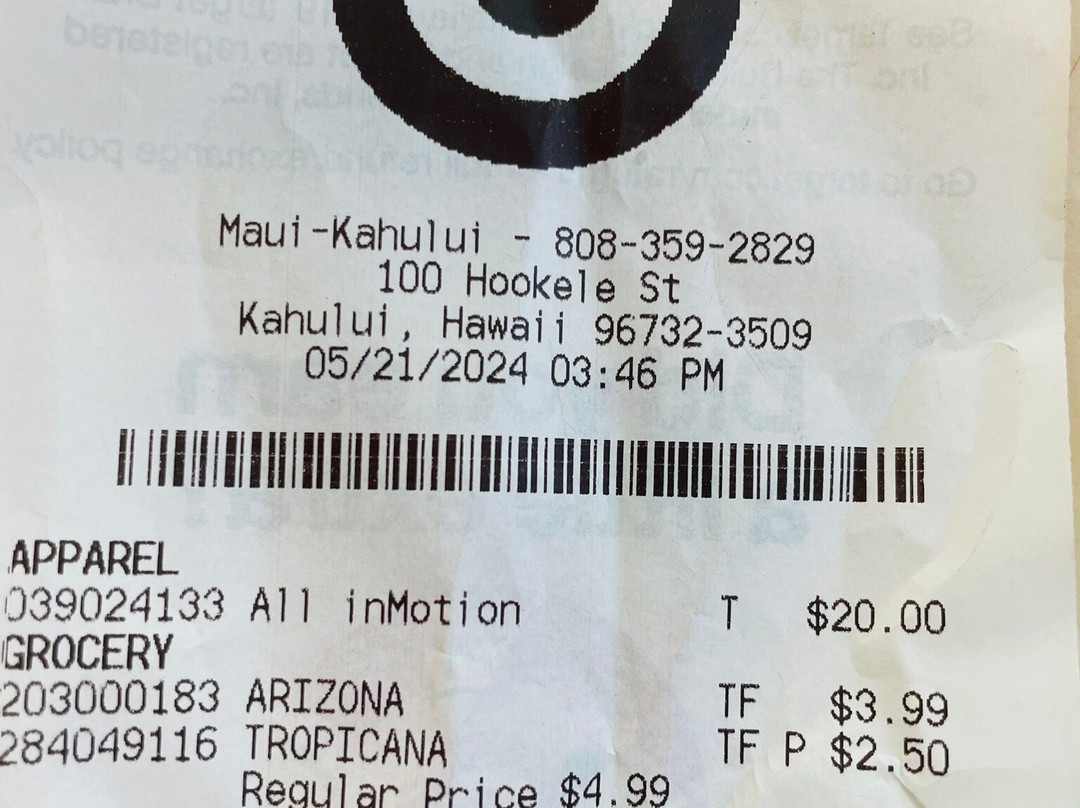 Maui-Kahului - 808-359-2829
100 Hookele St
Kahului, Hawaii 96732-3509
05/21/2024 03:46 PM
APPAREL
039024133 All inMotion T $20.00
GROCERY
203000183 ARIZONA TF $3.99
284049116 TROPICANA TF P $2.50
Regular Price $4.99